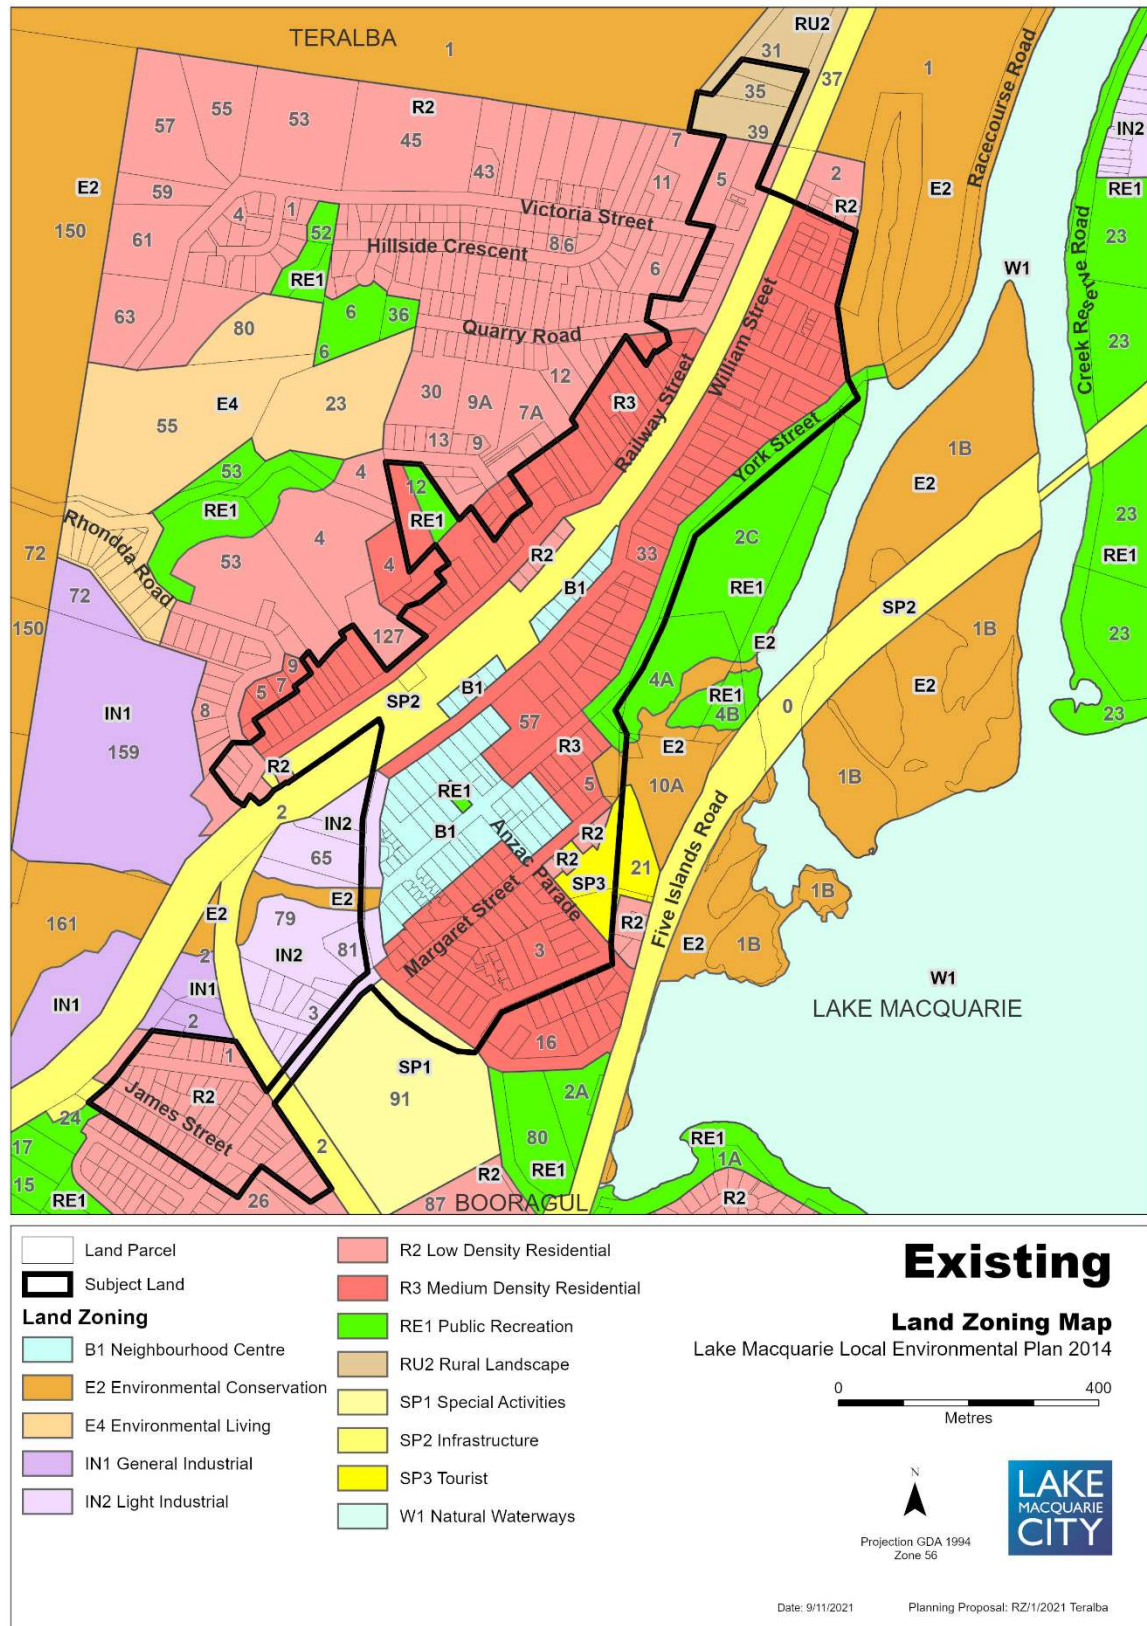 TERALBA
1
RU2
31
37
1
35
39
Racecourse Road
IN2
RE1
23
E2
150
57
55
53
R2
45
43
7
11
5
2
R2
E2
59
4
1
52
Victoria Street
Hillside Crescent
8
6
6
W1
61
RE1
63
80
6
36
6
Quarry Road
William Street
Creek Reserve Road
23
23
E4
55
23
30
9A
7A
12
13
9
R3
Railway Street
York Street
1B
E2
53
RE1
4
12
RE1
4
Rhondda Road
53
4
R2
B1
33
2C
RE1
23
RE1
23
72
72
150
127
SP2
1B
E2
E2
9
7
5
8
SP2
B1
57
4A
RE1
4B
0
1B
23
IN1
159
R2
2
R3
5
E2
10A
RE1
B1
IN2
65
R2
R2
SP3
21
Anzac Parade
Margaret Street
Five Islands Road
E2
E2
79
IN2
81
161
2
IN1
2
IN1
3
3
R2
E2
1B
1B
W1
LAKE MACQUARIE
16
1
R2
James Street
24
17
15
RE1
26
2
SP1
91
2A
80
RE1
R2
87
BOORAGUL
RE1
1A
R2
Land Parcel
Subject Land
Land Zoning
B1 Neighbourhood Centre
E2 Environmental Conservation
E4 Environmental Living
IN1 General Industrial
IN2 Light Industrial
R2 Low Density Residential
R3 Medium Density Residential
RE1 Public Recreation
RU2 Rural Landscape
SP1 Special Activities
SP2 Infrastructure
SP3 Tourist
W1 Natural Waterways
Existing
Land Zoning Map
Lake Macquarie Local Environmental Plan 2014
0 400
Metres
N
Projection GDA 1994
Zone 56
LAKE
MACQUARIE
CITY
Date: 9/11/2021 Planning Proposal: RZ/1/2021 Teralba